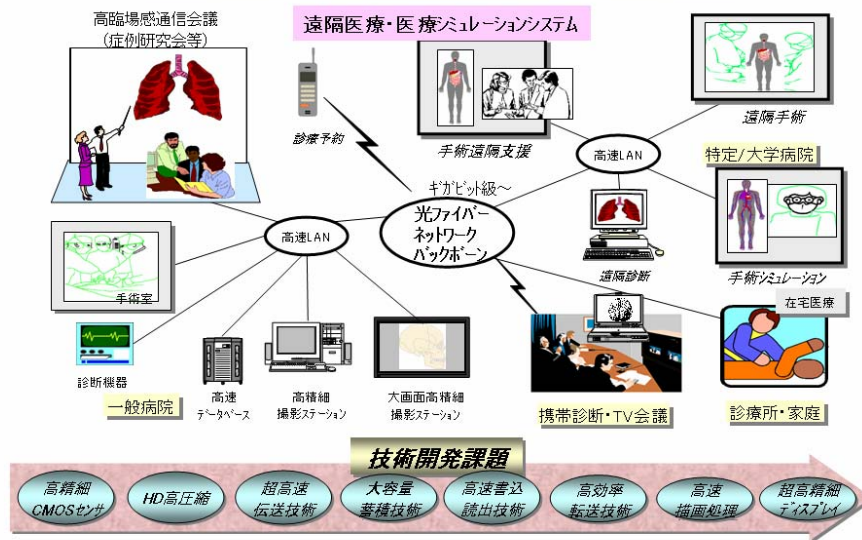 高臨場感通信会議
(症例研究会等)
遠隔医療・医療シミュレーションシステム
診療予約
手術遠隔支援
遠隔手術
高速LAN
特定/大学病院
ギガビット級~
光ファイバー
ネットワーク
バックボーン
高速LAN
手術室
遠隔診断
手術シミュレーション
在宅医療
診断機器
一般病院
高速
データベース
高精細
撮影ステーション
大画面高精細
撮影ステーション
携帯診断・TV会議
診療所・家庭
技術開発課題
高精細
CMOSセンサ
HD高圧縮
超高速
伝送技術
大容量
蓄積技術
高速書込
読出技術
高効率
転送技術
高速
描画処理
超高精細
ディスプレイ